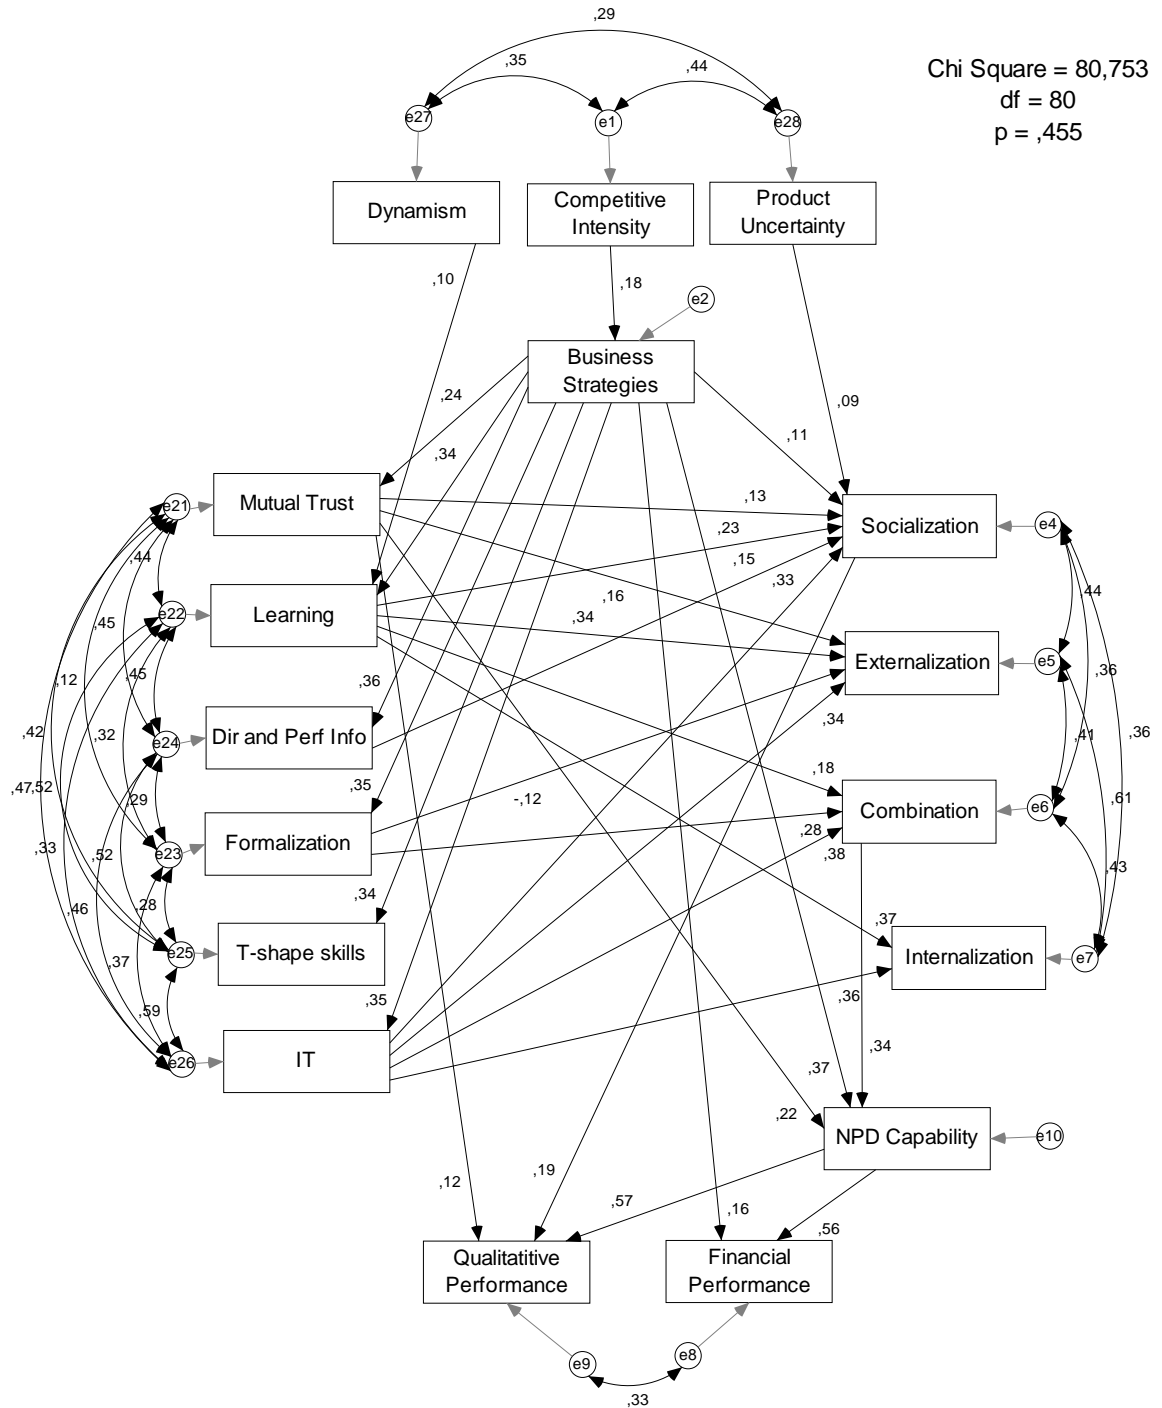 ,29
,35
,44
Chi Square = 80,753
df = 80
p = ,455
e27
e1
e28
Dynamism
Competitive
Intensity
Product
Uncertainty
,10
,18
e2
Business
Strategies
,24
,09
,34
,11
e21
Mutual Trust
,13
Socialization
e4
,23
,44
,15
,33
e22
Learning
,16
,34
44
,45
Externalization
e5
,12
,45
,36
,36
,42
,32
e24
Dir and Perf Info
,34
,41
,36
,47
,52
,29
,35
-,12
,18
Combination
e6
,61
,33
,52
e23
Formalization
,28
,38
,43
,46
,28
,34
,37
e25
T-shape skills
Internalization
e7
,37
,59
,35
,36
e26
IT
,34
,37
,22
NPD Capability
e10
,12
,19
,57
,16
,56
Qualitatitive
Performance
Financial
Performance
e9
e8
,33